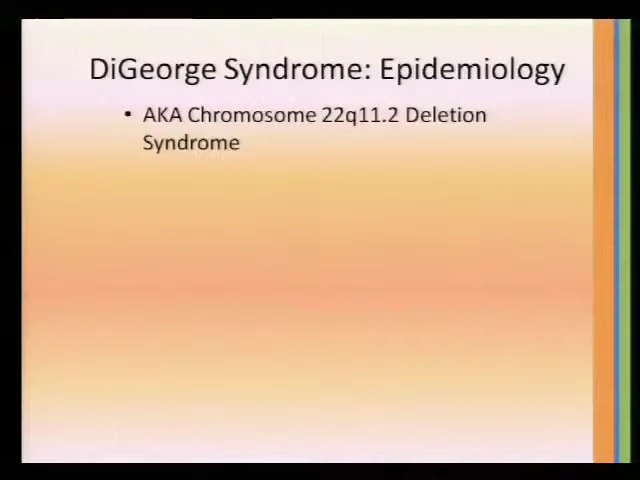 DiGeorge Syndrome: Epidemiology
• AKA Chromosome 22q11.2 Deletion
Syndrome